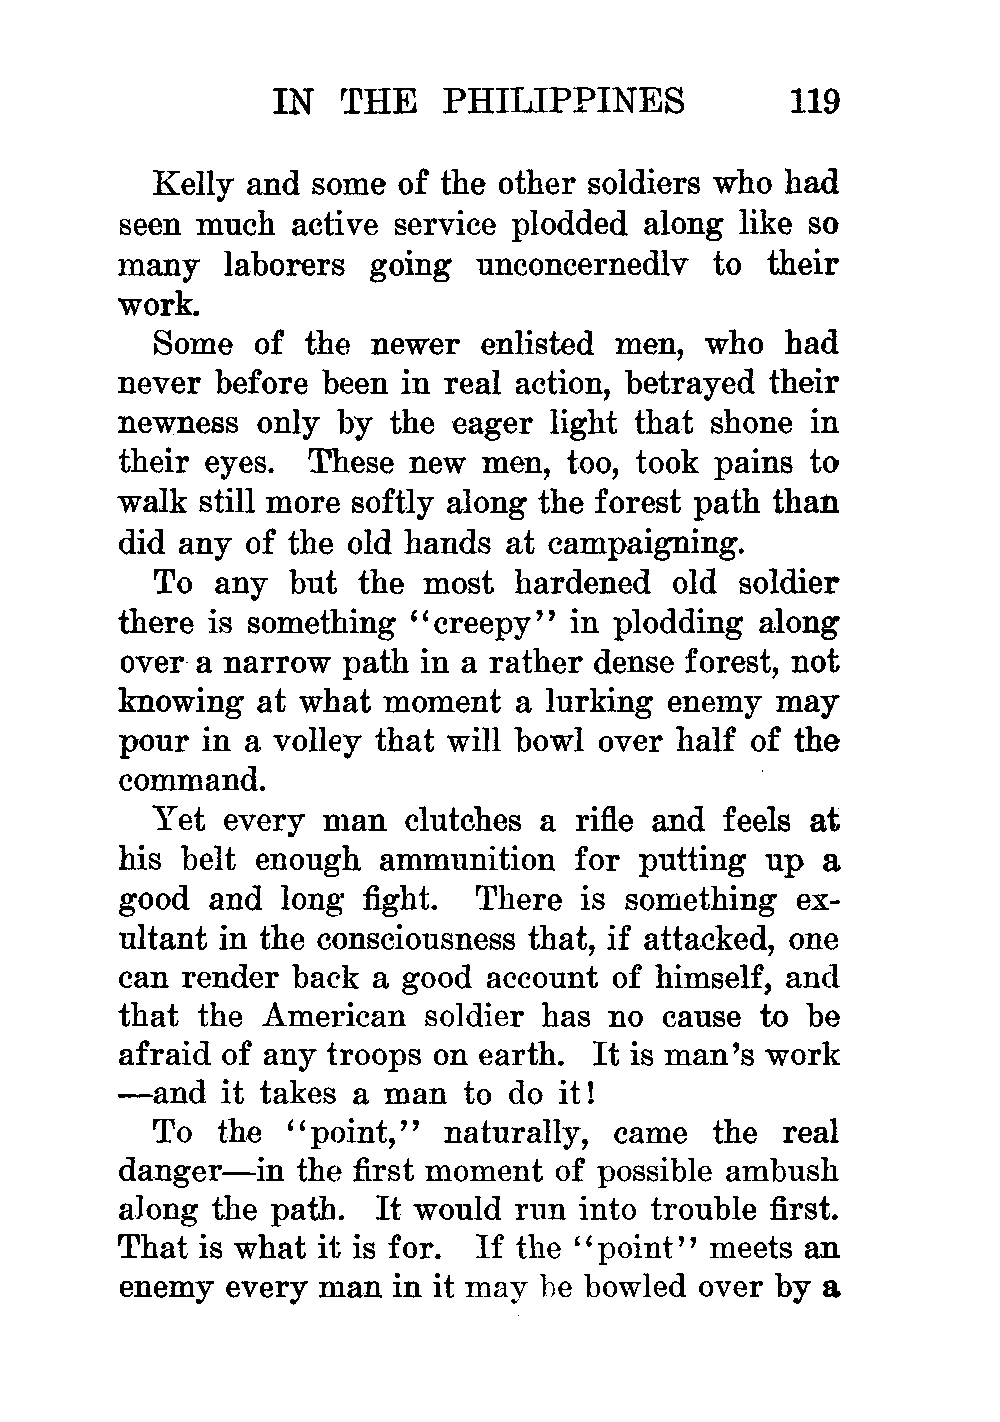 IN THE PHILIPPINES 119
Kelly and some of the other soldiers who had
seen much active service plodded along like so
many laborers going unconcernedly to their
work.
Some of the newer enlisted men, who had
never before been in real action, betrayed their
newness only by the eager light that shone in
their eyes. These new men, too, took pains to
walk still more softly along the forest path than
did any of the old hands at campaigning.
To any but the most hardened old soldier
there is something “creepy” in plodding along
over a narrow path in a rather dense forest, not
knowing at what moment a lurking enemy may
pour in a volley that will bowl over half of the
command.
Yet every man clutches a rifle and feels at
his belt enough ammunition for putting up a
good and long fight. There is something ex-
ultant in the consciousness that, if attacked, one
can render back a good account of himself, and
that the American soldier has no cause to be
afraid of any troops on earth. It is man’s work
—and it takes a man to do it!
To the “point,” naturally, came the real
danger—in the first moment of possible ambush
along the path. It would run into trouble first.
That is what it is for. If the “point” meets an
enemy every man in it may be bowled over by a